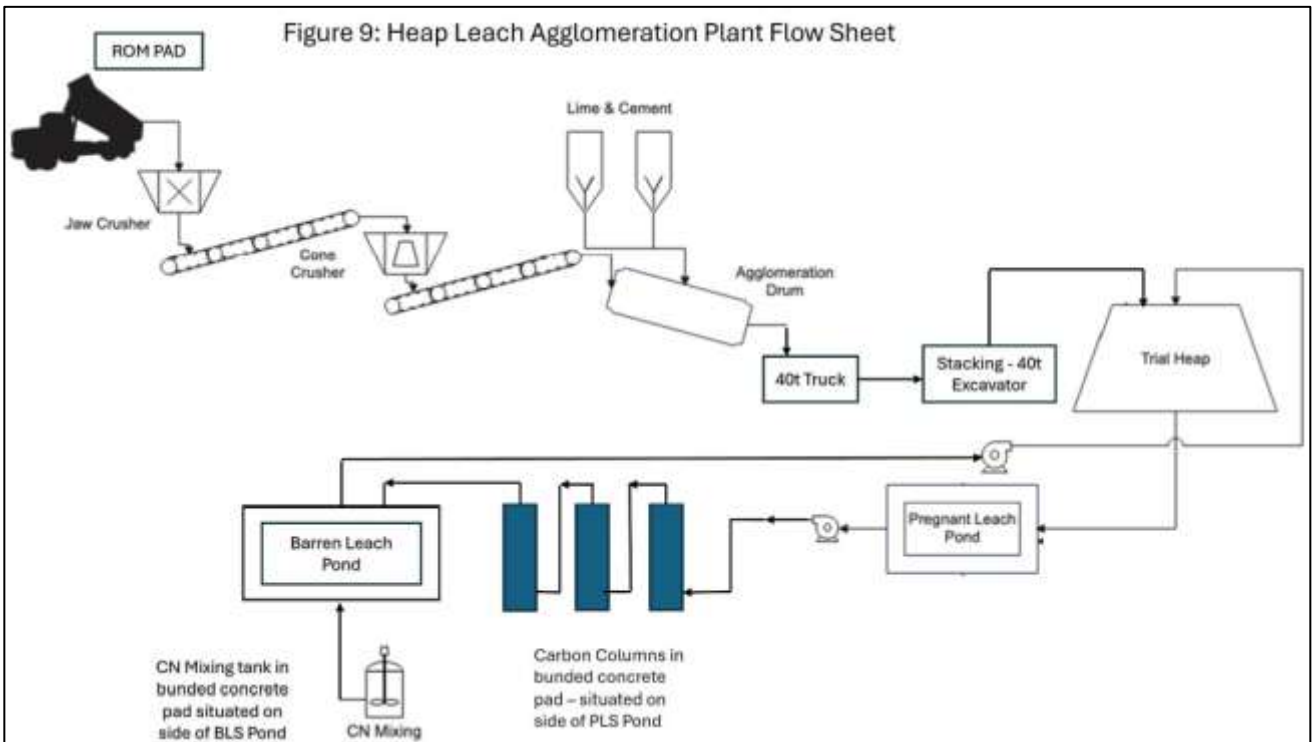 Figure 9: Heap Leach Agglomeration Plant Flow Sheet
ROM PAD
Lime & Cement
Jaw Crusher
Cone
Crusher
Agglomeration
Drum
40t Truck
Stacking - 40t
Excavator
Trial Heap
Barren Leach
Pond
Pregnant Leach
Pond
CN Mixing tank in
bunded concrete
pad situated on
side of BLS Pond
CN Mixing
Carbon Columns in
bunded concrete
pad – situated on
side of PLS Pond